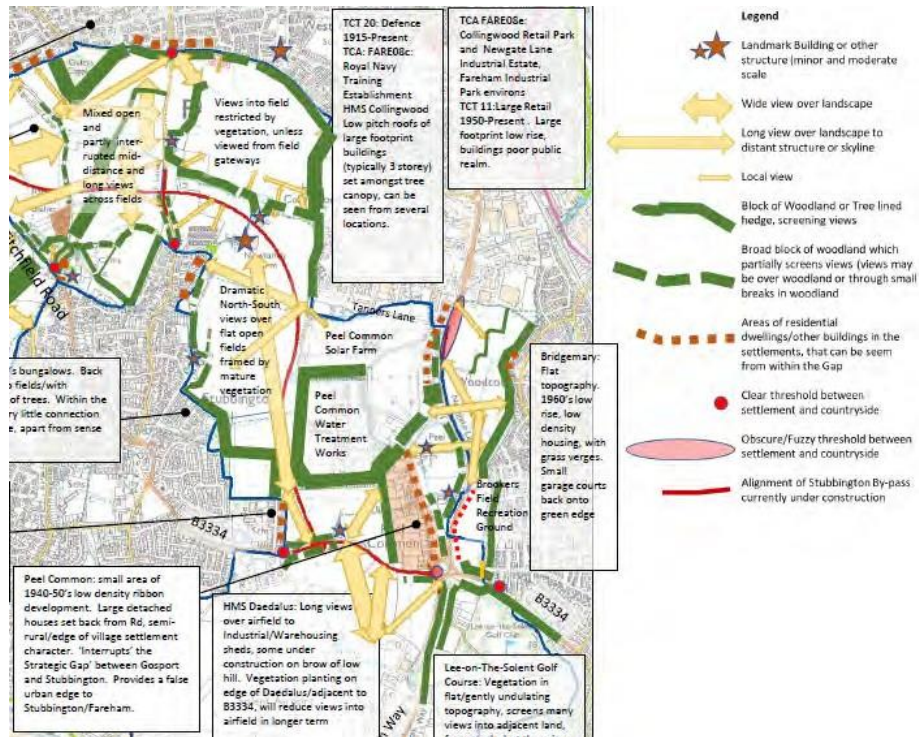 TCT 20: Defence
1915-Present
TCA: FARE08c:
Royal Navy
Training
Establishment
HMS Collingwood
Low pitch roofs of
large footprint
buildings
(typically 3 storey)
set amongst tree
canopy, can be
seen from several
locations.
TCA FARE08e:
Collingwood Retail Park
and Newgate Lane
Industrial Estate,
Fareham Industrial
Park environs
TCT 11:Large Retail
1950-Present . Large
footprint low rise,
buildings poor public
realm.
Mixed open
and
partly inter-
rupted mid-
distance and
long views
across fields
Views into field
restricted by
vegetation, unless
viewed from field
gateways
Dramatic
North-South
views over
flat open
fields
framed by
mature
vegetation
Tanners Lane
Peel Common
Solar Farm
Peel
Common
Water
Treatment
Works
Stubbington
Woodcot
Peel
Brookers
Field
Recreation
Ground
Bridgemary:
Flat
topography.
1960's low
rise, low
density
housing, with
grass verges.
Small
garage courts
back onto
green edge
's bungalows. Back
o fields/with
of trees. Within the
ry little connection
e, apart from sense
tchfield Road
B3334
B3334
Common
Lee-on-the-Solent
Golf Club
Peel Common: small area of
1940-50's low density ribbon
development. Large detached
houses set back from Rd, semi-
rural/edge of village settlement
character. 'Interrupts' the
Strategic Gap' between Gosport
and Stubbington. Provides a false
urban edge to
Stubbington/Fareham.
HMS Daedalus: Long views
over airfield to
Industrial/Warehousing
sheds, some under
construction on brow of low
hill. Vegetation planting on
edge of Daedalus/adjacent to
B3334, will reduce views into
airfield in longer term
n Way
Lee-on-The-Solent Golf
Course: Vegetation in
flat/gently undulating
topography, screens many
views into adjacent land,
Legend
Landmark Building or other
structure (minor and moderate
scale
Wide view over landscape
Long view over landscape to
distant structure or skyline
Local view
Block of Woodland or Tree lined
hedge, screening views
Broad block of woodland which
partially screens views (views may
be over woodland or through small
breaks in woodland
Areas of residential
dwellings/other buildings in the
settlements, that can be seem
from within the Gap
Clear threshold between
settlement and countryside
Obscure/Fuzzy threshold between
settlement and countryside
Alignment of Stubbington By-pass
currently under construction